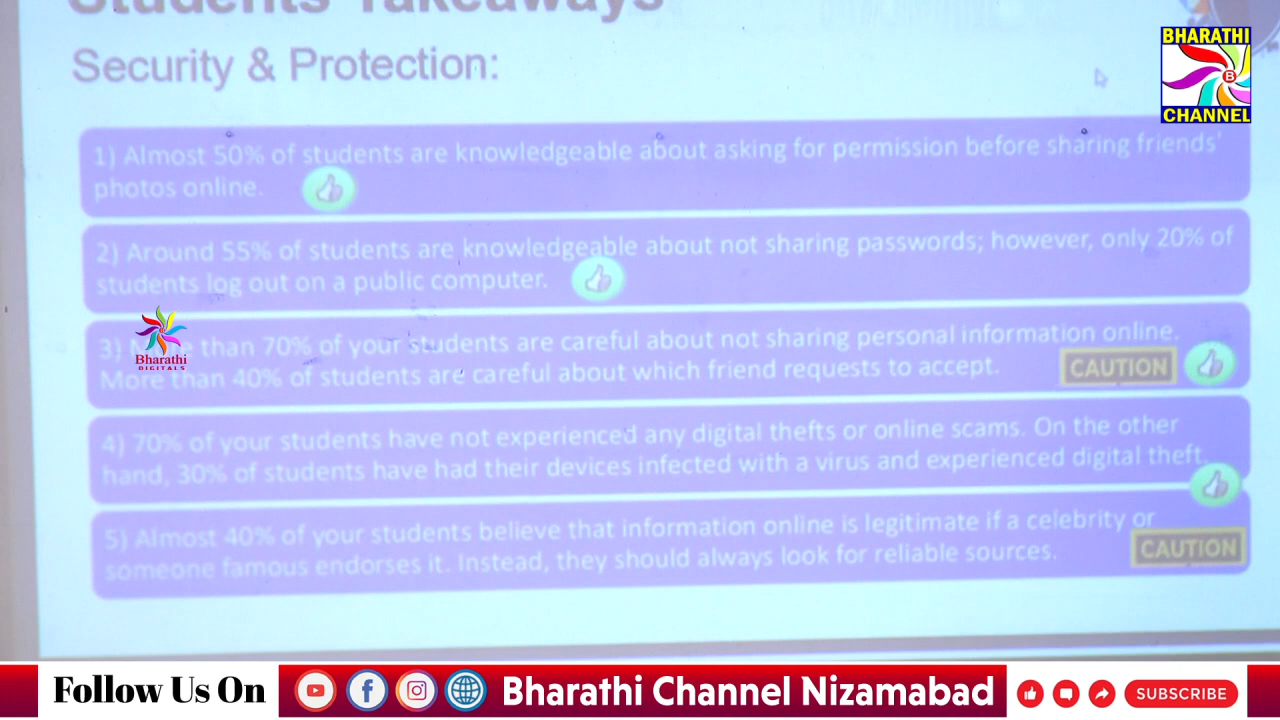 Students Takeaways
Security & Protection:
BHARATHI
B
CHANNEL
1) Almost 50% of students are knowledgeable about asking for permission before sharing friends'
photos online.
2) Around 55% of students are knowledgeable about not sharing passwords; however, only 20% of
students log out on a public computer.
3) than 70% of your students are careful about not sharing personal information online.
More than 40% of students are careful about which friend requests to accept.
CAUTION
Bharathi
DIGITALS
4) 70% of your students have not experienced any digital thefts or online scams. On the other
hand, 30% of students have had their devices infected with a virus and experienced digital theft.
5) Almost 40% of your students believe that information online is legitimate if a celebrity or
someone famous endorses it. Instead, they should always look for reliable sources.
CAUTION
Follow Us On
Bharathi Channel Nizamabad
SUBSCRIBE